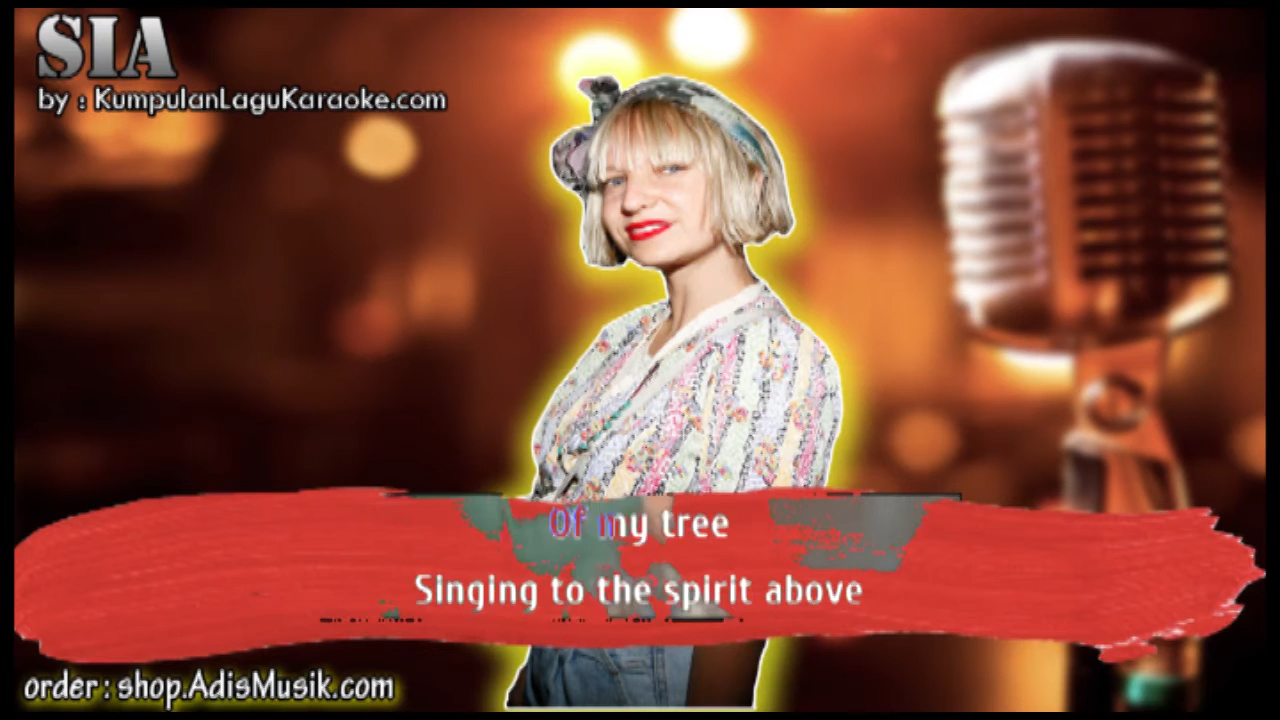 SIA
by : KumpulanLaguKaraoke.com
Of my tree
Singing to the spirit above
order : shop.AdisMusik.com